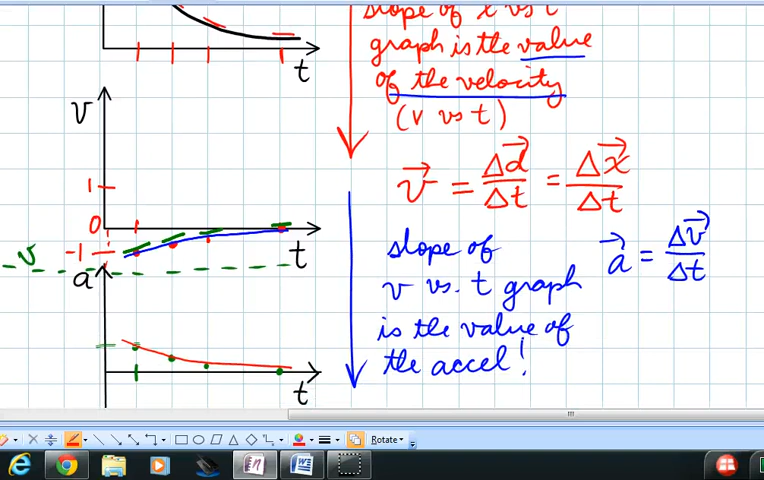 slope of x vs t
graph is the value
of the velocity
(v vs t)
t
v
1
0
-1
t
v⃗ = Δd⃗/Δt = Δx⃗/Δt
-v
a
t
slope of
v vs. t graph
is the value of
the accel!
a⃗ = Δv⃗/Δt
Rotate